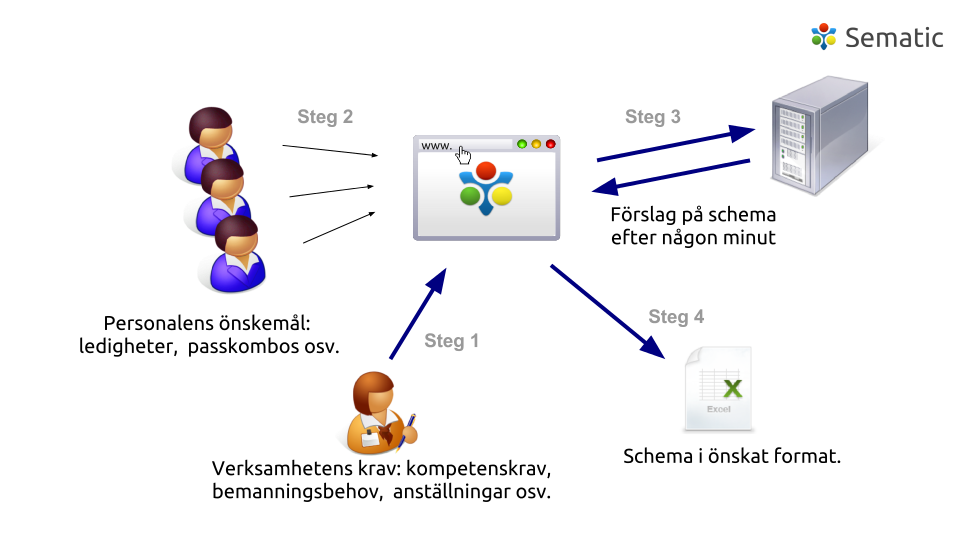 Sematic
Steg 2
Steg 3
www.
Förslag på schema
efter någon minut
Personalens önskemål:
ledigheter, passkombos osv.
Steg 1
Steg 4
Excel
Verksamhetens krav: kompetenskrav,
bemanningsbehov, anställningar osv.
Schema i önskat format.